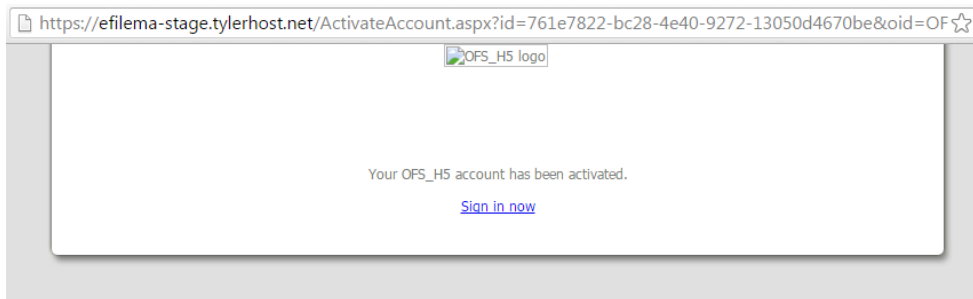 https://efilema-stage.tylerhost.net/ActivateAccount.aspx?id=761e7822-bc28-4e40-9272-13050d4670be&oid=OF
OFS_H5 logo
Your OFS_H5 account has been activated.
Sign in now